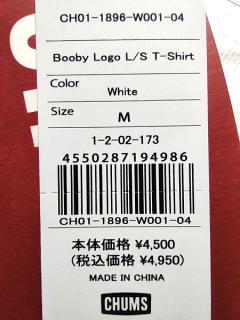 CH01-1896-W001-04
Booby Logo L/S T-Shirt
Color
White
Size
M
1-2-02-173
4550287194986
CH01-1896-W001-04
本体価格 ¥4,500
(税込価格 ¥4,950)
MADE IN CHINA
CHUMS